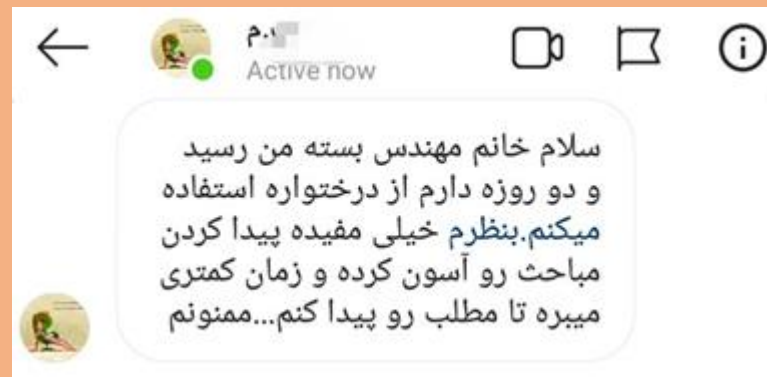 Active now
سلام خانم مهندس بسته من رسید
و دو روزه دارم از درختواره استفاده
میکنم.بنظرم خیلی مفیده پیدا کردن
مباحث رو آسون کرده و زمان کمتری
میبره تا مطلب رو پیدا کنم...ممنونم